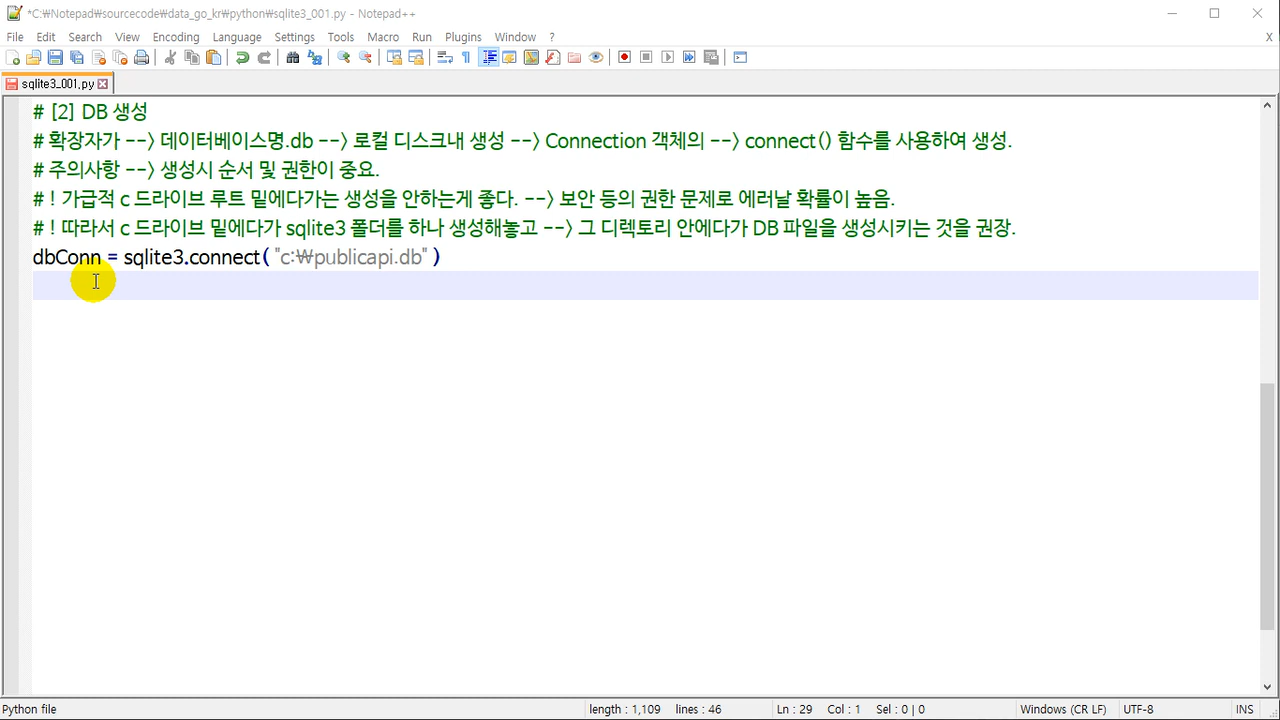 *C:₩Notepad₩sourcecode₩data_go_kr₩python₩sqlite3_001.py - Notepad++
File Edit Search View Encoding Language Settings Tools Macro Run Plugins Window ? X
sqlite3_001.py
# [2] DB 생성
# 확장자가 --> 데이터베이스명.db --> 로컬 디스크내 생성 --> Connection 객체의 --> connect() 함수를 사용하여 생성.
# 주의사항 --> 생성시 순서 및 권한이 중요.
# ! 가급적 c 드라이브 루트 밑에다가는 생성을 안하는게 좋다. --> 보안 등의 권한 문제로 에러날 확률이 높음.
# ! 따라서 c 드라이브 밑에다가 sqlite3 폴더를 하나 생성해놓고 --> 그 디렉토리 안에다가 DB 파일을 생성시키는 것을 권장.
dbConn = sqlite3.connect( "c:₩publicapi.db" )
Python file length : 1,109 lines : 46 Ln : 29 Col : 1 Sel : 0 | 0 Windows (CR LF) UTF-8 INS